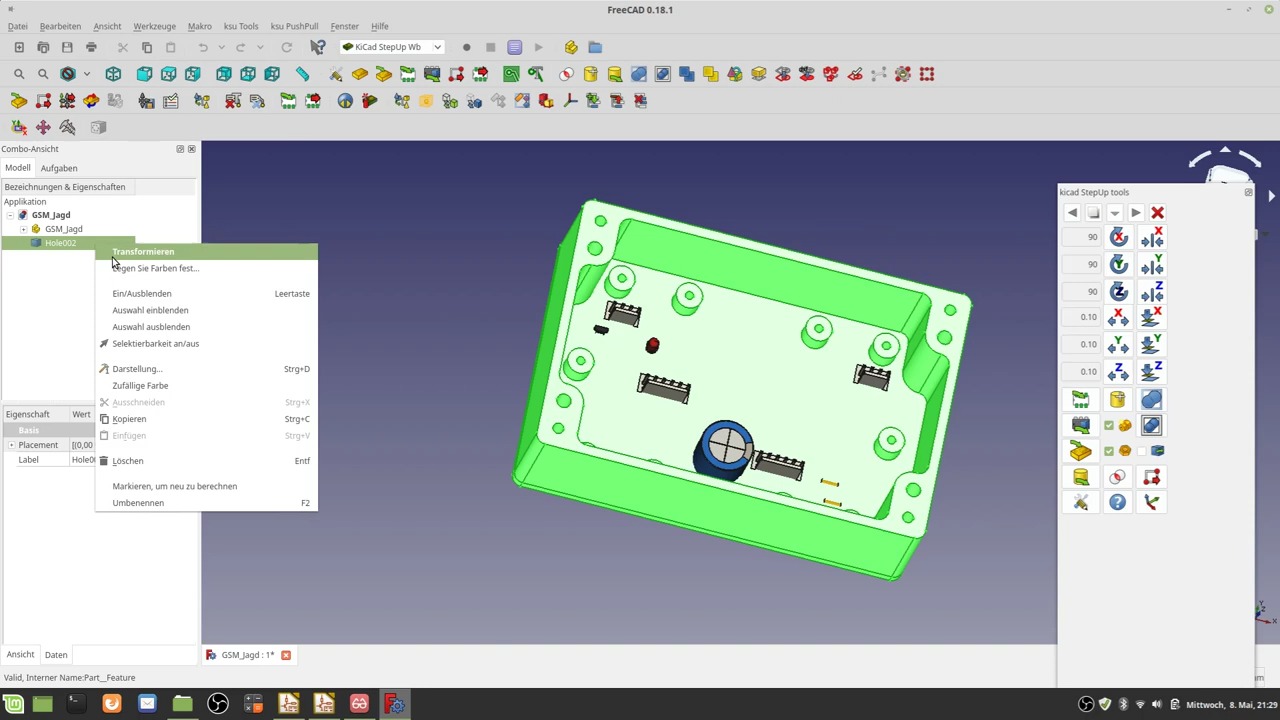 FreeCAD 0.18.1
Datei Bearbeiten Ansicht Werkzeuge Makro ksu Tools ksu PushPull Fenster Hilfe
KiCad StepUp Wb
Combo-Ansicht
Modell Aufgaben
Bezeichnungen & Eigenschaften
Applikation
GSM_Jagd
GSM_Jagd
Hole002
Transformieren
Legen Sie Farben fest...
Ein/Ausblenden Leertaste
Auswahl einblenden
Auswahl ausblenden
Selektierbarkeit an/aus
Darstellung... Strg+D
Zufällige Farbe
Ausschneiden Strg+X
Kopieren Strg+C
Einfügen Strg+V
Löschen Entf
Markieren, um neu zu berechnen
Umbenennen F2
Eigenschaft Wert
Basis
Placement [(0,00
Label Hole0
Ansicht Daten
GSM_Jagd : 1*
Valid, Internal Name:Part__Feature
kicad StepUp tools
90
90
90
0.10
0.10
0.10
Mittwoch, 8. Mai, 21:29